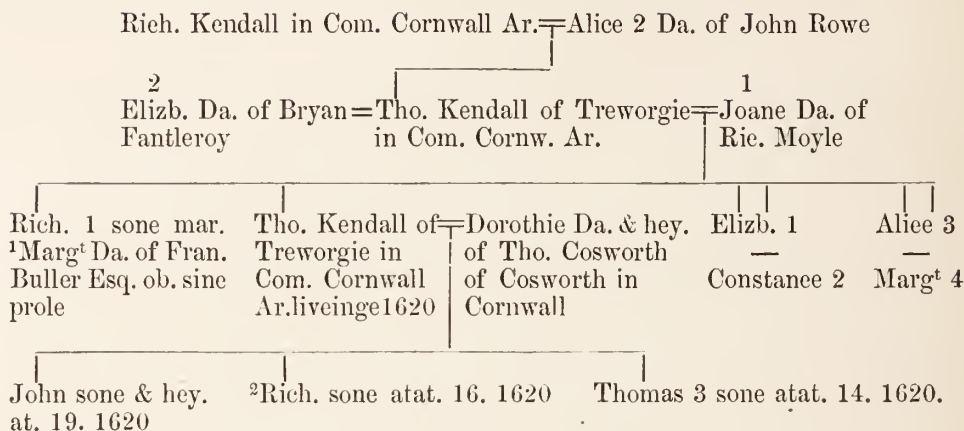 Rich. Kendall in Com. Cornwall Ar.=Alice 2 Da. of John Rowe
2
Elizb. Da. of Bryan=Tho. Kendall of Treworgie=Joane Da. of
1
Fantleroy
in Com. Cornw. Ar.
Ric. Moyle
Rich. 1 sone mar.
¹Margᵗ Da. of Fran.
Buller Esq. ob. sine
prole
Tho. Kendall of=Dorothie Da. & hey.
Treworgie in
Com. Cornwall
Ar. liveinge 1620
of Tho. Cosworth
of Cosworth in
Cornwall
Elizb. 1
—
Constance 2
Alice 3
—
Margᵗ 4
John sone & hey.
at. 19. 1620
²Rich. sone atat. 16. 1620
Thomas 3 sone atat. 14. 1620.